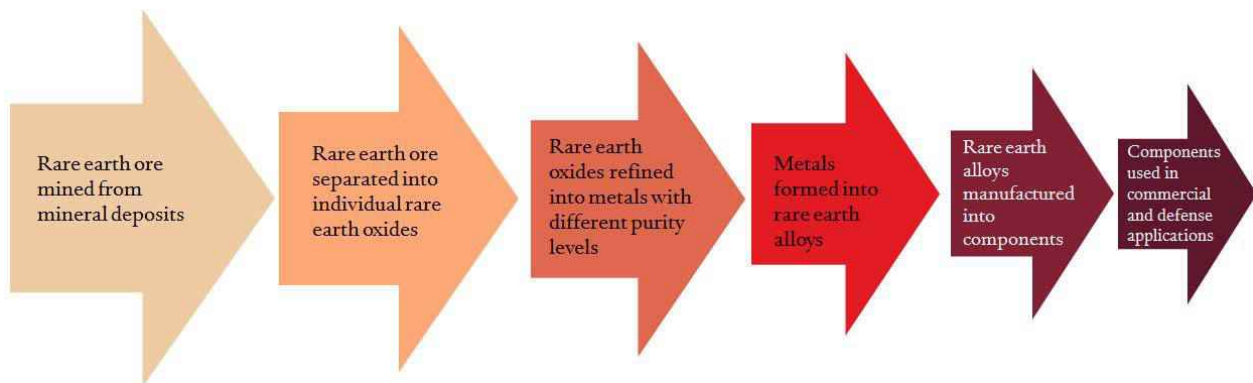 Rare earth ore
mined from
mineral deposits
Rare earth ore
separated into
individual rare
earth oxides
Rare earth
oxides refined
into metals with
different purity
levels
Metals
formed into
rare earth
alloys
Rare earth
alloys
manufactured
into
components
Components
used in
commercial
and defense
applications